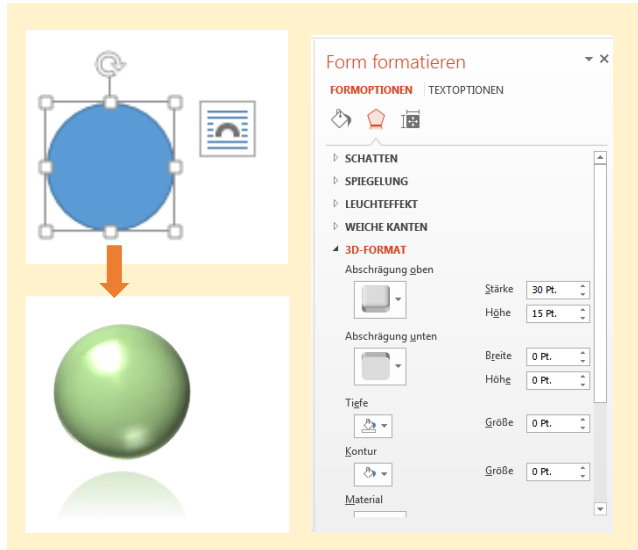 Form formatieren
FORMOPTIONEN TEXTOPTIONEN
SCHATTEN
SPIEGELUNG
LEUCHTEFFEKT
WEICHE KANTEN
3D-FORMAT
Abschrägung oben
Stärke 30 Pt.
Höhe 15 Pt.
Abschrägung unten
Breite 0 Pt.
Höhe 0 Pt.
Tiefe
Größe 0 Pt.
Kontur
Größe 0 Pt.
Material